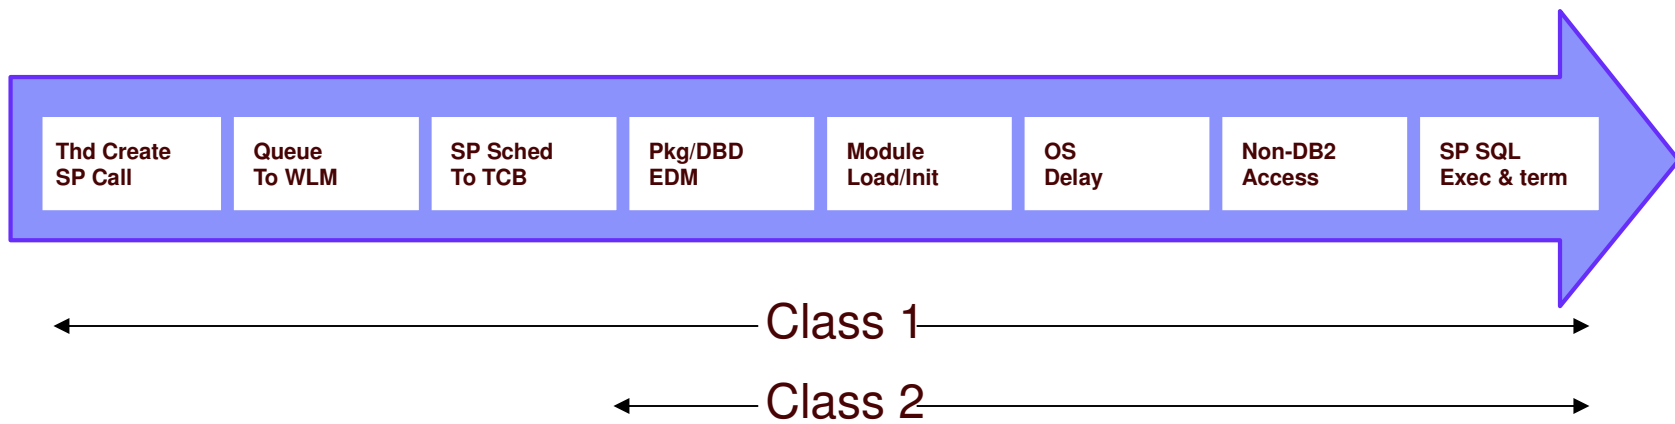 Thd Create
SP Call
Queue
To WLM
SP Sched
To TCB
Pkg/DBD
EDM
Module
Load/Init
OS
Delay
Non-DB2
Access
SP SQL
Exec & term
Class 1
Class 2